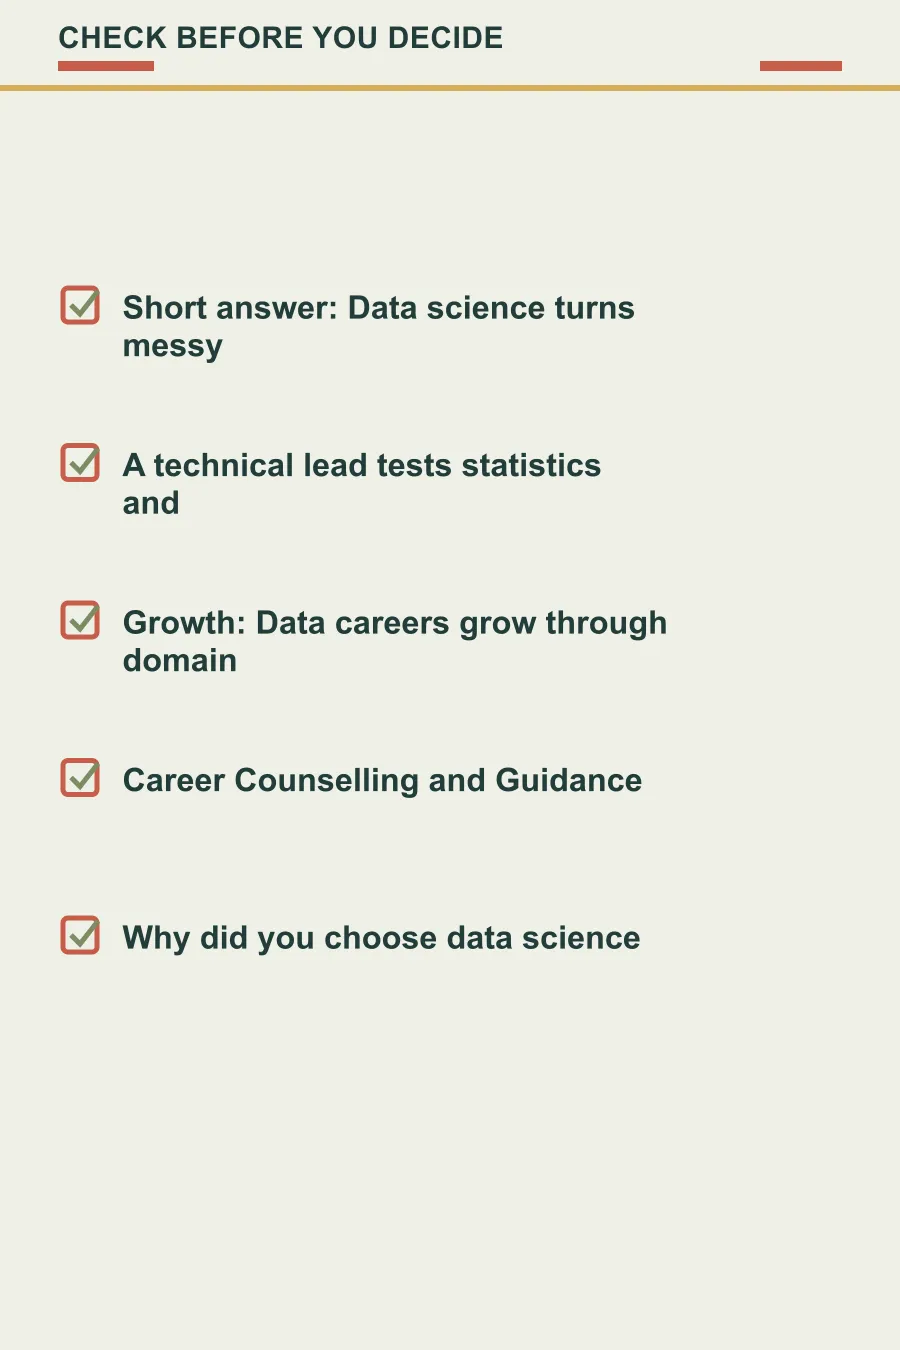 CHECK BEFORE YOU DECIDE
Short answer: Data science turns
messy
A technical lead tests statistics
and
Growth: Data careers grow through
domain
Career Counselling and Guidance
Why did you choose data science